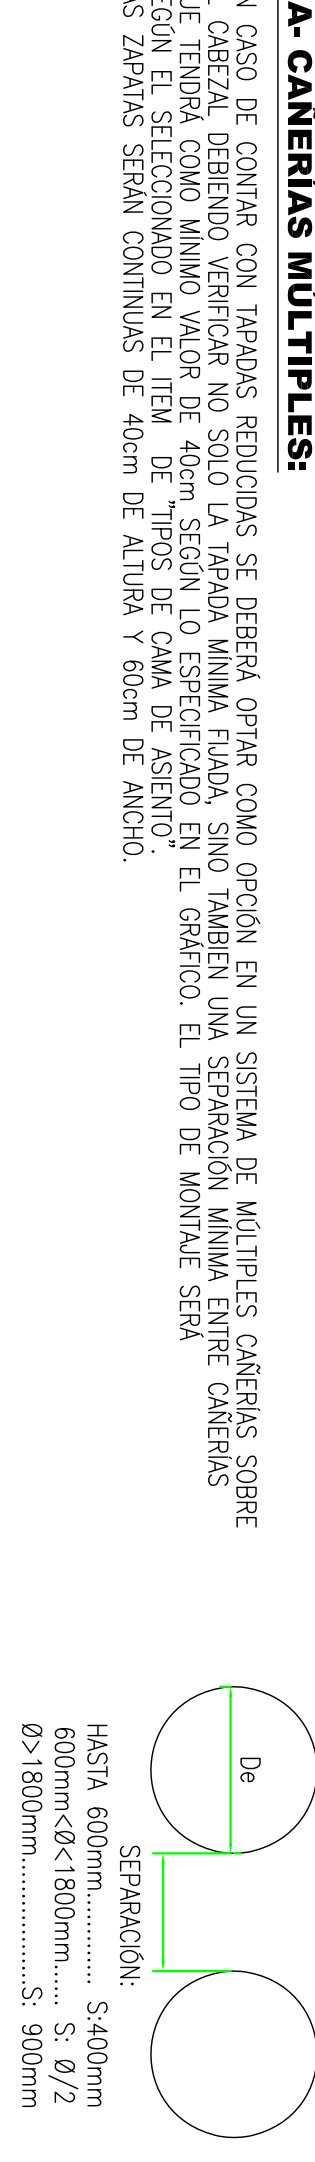 A- CAÑERÍAS MÚLTIPLES:
N CASO DE CONTAR CON TAPADAS REDUCIDAS SE DEBERÁ OPTAR COMO OPCIÓN EN UN SISTEMA DE MÚLTIPLES CAÑERÍAS SOBRE
L CABEZAL DEBIENDO VERIFICAR NO SOLO LA TAPADA MÍNIMA FIJADA, SINO TAMBIEN UNA SEPARACIÓN MÍNIMA ENTRE CAÑERÍAS
UE TENDRÁ COMO MÍNIMO VALOR DE 40cm SEGÚN LO ESPECIFICADO EN EL GRÁFICO. EL TIPO DE MONTAJE SERÁ
EGÚN EL SELECCIONADO EN EL ITEM DE "TIPOS DE CAMA DE ASIENTO".
AS ZAPATAS SERÁN CONTINUAS DE 40cm DE ALTURA Y 60cm DE ANCHO.
De
SEPARACIÓN:
HASTA 600mm............. S:400mm
600mm<Ø<1800mm...... S: Ø/2
Ø>1800mm..................S: 900mm